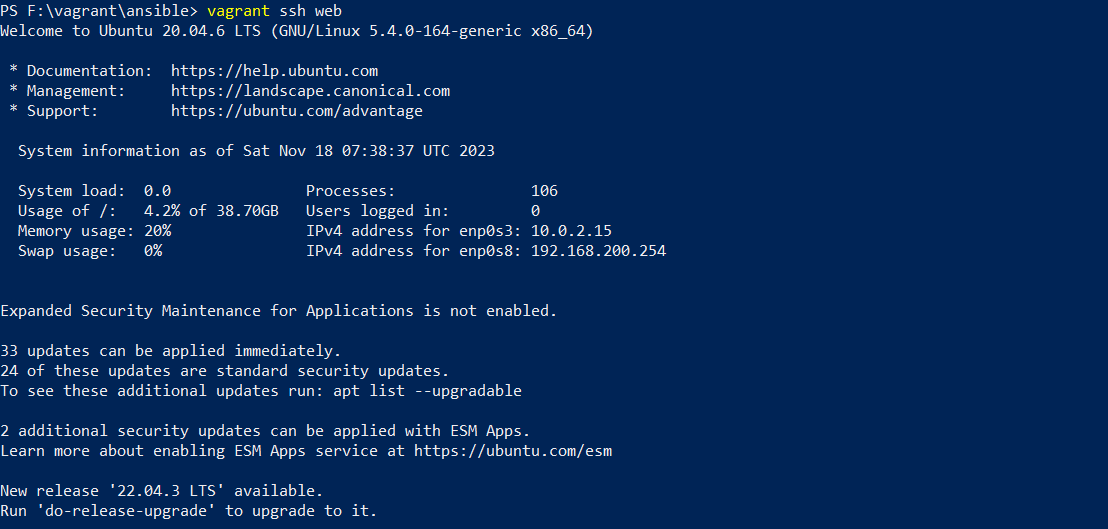 PS F:\vagrant\ansible> vagrant ssh web
Welcome to Ubuntu 20.04.6 LTS (GNU/Linux 5.4.0-164-generic x86_64)
* Documentation:  https://help.ubuntu.com
* Management:     https://landscape.canonical.com
* Support:        https://ubuntu.com/advantage
System information as of Sat Nov 18 07:38:37 UTC 2023
System load:  0.0               Processes:               106
Usage of /:   4.2% of 38.70GB   Users logged in:         0
Memory usage: 20%               IPv4 address for enp0s3: 10.0.2.15
Swap usage:   0%                IPv4 address for enp0s8: 192.168.200.254
Expanded Security Maintenance for Applications is not enabled.
33 updates can be applied immediately.
24 of these updates are standard security updates.
To see these additional updates run: apt list --upgradable
2 additional security updates can be applied with ESM Apps.
Learn more about enabling ESM Apps service at https://ubuntu.com/esm
New release '22.04.3 LTS' available.
Run 'do-release-upgrade' to upgrade to it.